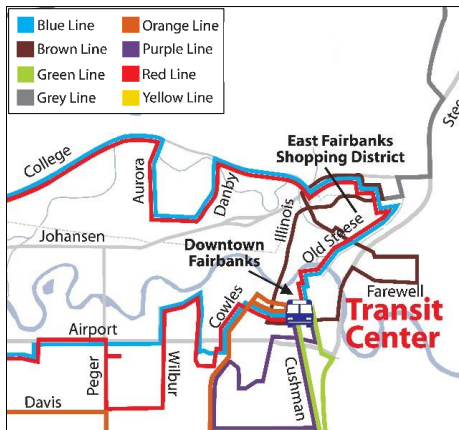 Blue Line
Orange Line
Brown Line
Purple Line
Green Line
Red Line
Grey Line
Yellow Line
Stee
East Fairbanks
Shopping District
College
Aurora
Danby
Illinois
Johansen
Old Steese
Downtown
Fairbanks
Farewell
Cowles
Transit
Center
Airport
Peger
Wilbur
Cushman
Davis